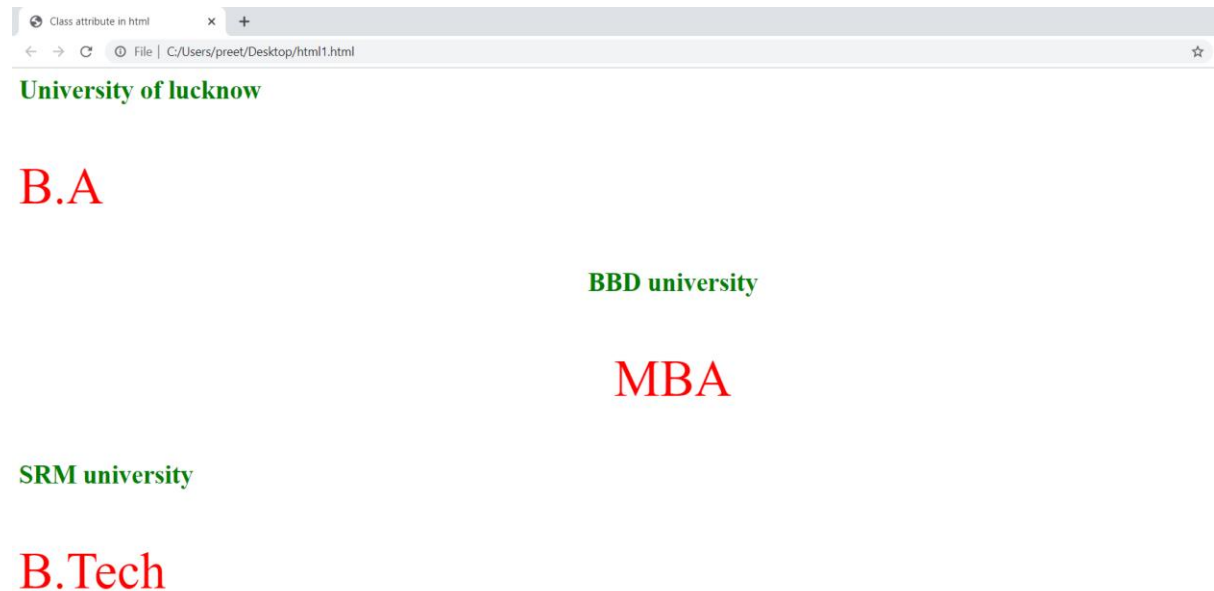 Class attribute in html
File | C:/Users/preet/Desktop/html1.html
University of lucknow
B.A
BBD university
MBA
SRM university
B.Tech